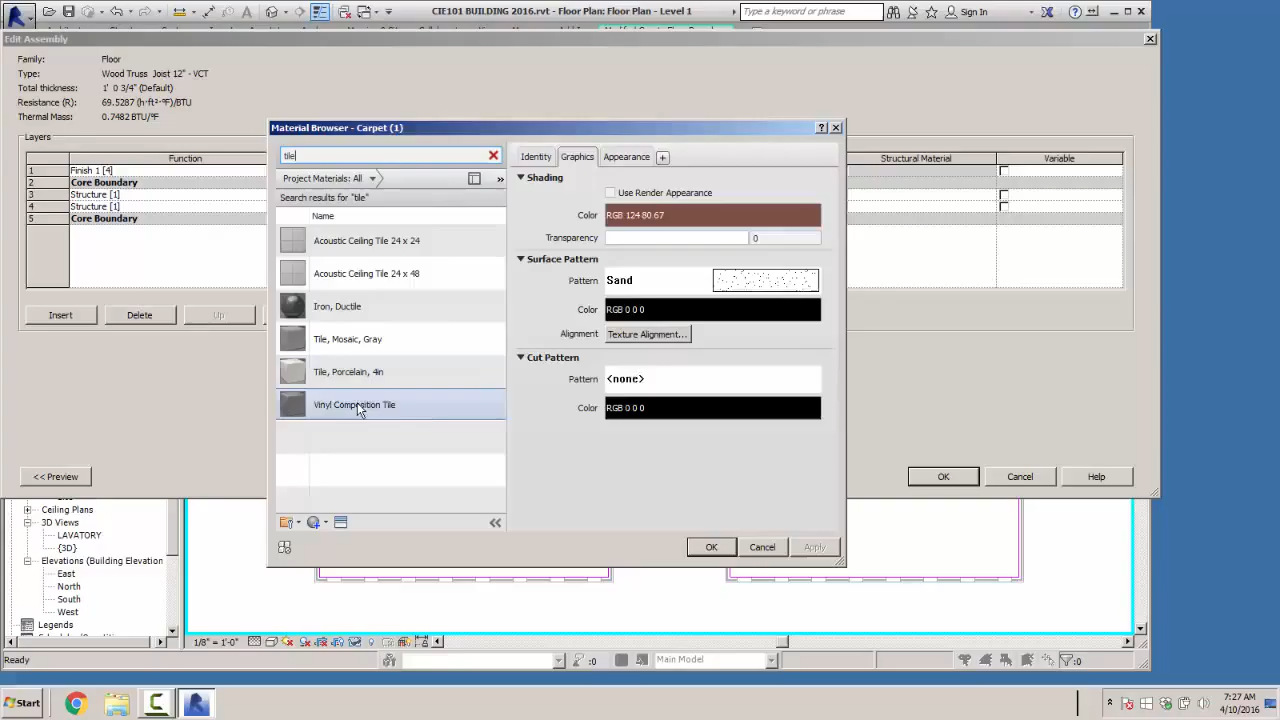 CIE101 BUILDING 2016.rvt - Floor Plan: Floor Plan - Level 1
Type a keyword or phrase
Sign In
Edit Assembly
Family: Floor
Type: Wood Truss Joist 12" - VCT
Total thickness: 1' 0 3/4" (Default)
Resistance (R): 69.5287 (h·ft²·°F)/BTU
Thermal Mass: 0.7482 BTU/°F
Layers
Function
Structural Material
Variable
1 Finish 1 [4]
2 Core Boundary
3 Structure [1]
4 Structure [1]
5 Core Boundary
Insert
Delete
Up
<< Preview
OK
Cancel
Help
Material Browser - Carpet (1)
?
tile
Project Materials: All
»
Search results for "tile"
Name
Acoustic Ceiling Tile 24 x 24
Acoustic Ceiling Tile 24 x 48
Iron, Ductile
Tile, Mosaic, Gray
Tile, Porcelain, 4in
Vinyl Composition Tile
Identity
Graphics
Appearance
+
Shading
Use Render Appearance
Color RGB 124 80 67
Transparency 0
Surface Pattern
Pattern Sand
Color RGB 0 0 0
Alignment Texture Alignment...
Cut Pattern
Pattern <none>
Color RGB 0 0 0
OK
Cancel
Apply
Ceiling Plans
3D Views
LAVATORY
{3D}
Elevations (Building Elevation
East
North
South
West
Legends
1/8" = 1'-0"
Ready
:0
Main Model
:0
Start
7:27 AM
4/10/2016